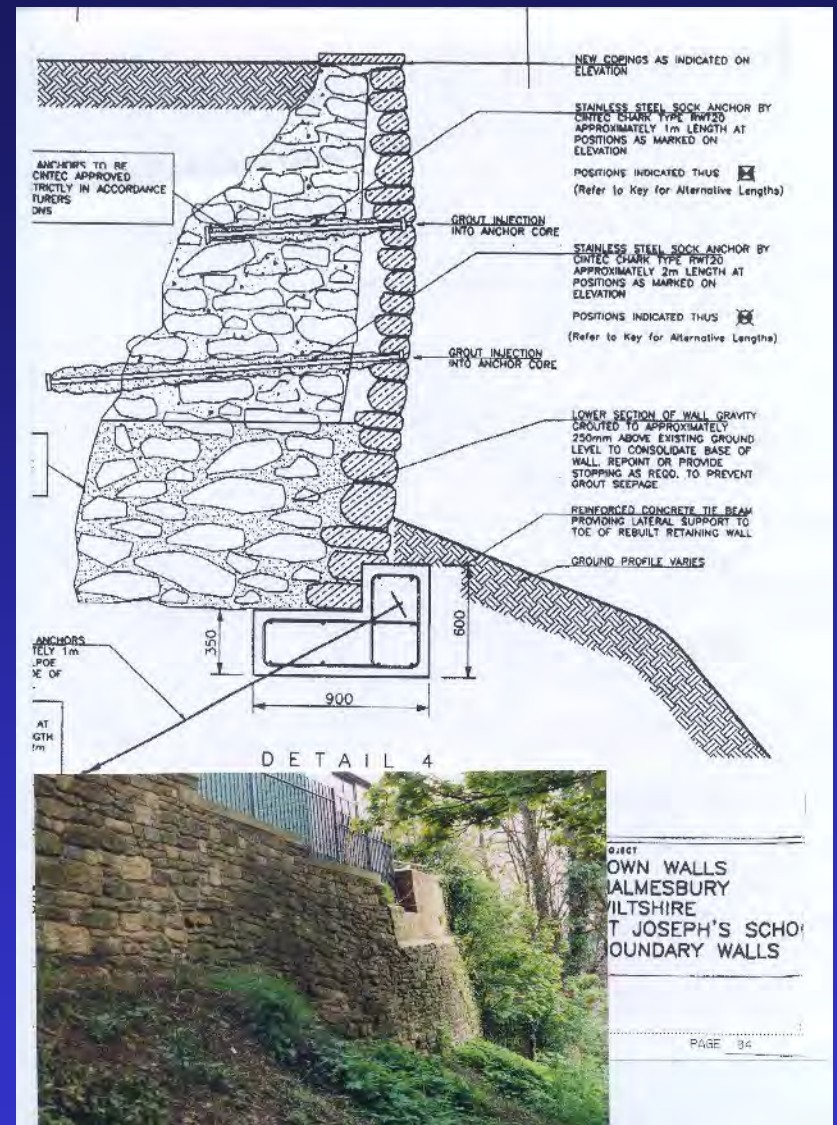 NEW COPINGS AS INDICATED ON
ELEVATION
STAINLESS STEEL SOCK ANCHOR BY
CINTEC CHARK TYPE RWT20
APPROXIMATELY 1m LENGTH AT
POSITIONS AS MARKED ON
ELEVATION
POSITIONS INDICATED THUS
(Refer to Key for Alternative Lengths)
ANCHORS TO BE
CINTEC APPROVED
TRICTLY IN ACCORDANCE
TURERS
ONS
GROUT INJECTION
INTO ANCHOR CORE
STAINLESS STEEL SOCK ANCHOR BY
CINTEC CHARK TYPE RWT20
APPROXIMATELY 2m LENGTH AT
POSITIONS AS MARKED ON
ELEVATION
POSITIONS INDICATED THUS
(Refer to Key for Alternative Lengths)
GROUT INJECTION
INTO ANCHOR CORE
LOWER SECTION OF WALL GRAVITY
GROUTED TO APPROXIMATELY
250mm ABOVE EXISTING GROUND
LEVEL TO CONSOLIDATE BASE OF
WALL. REPOINT OR PROVIDE
STOPPING AS REQD. TO PREVENT
GROUT SEEPAGE
REINFORCED CONCRETE TIE BEAM
PROVIDING LATERAL SUPPORT TO
TOE OF REBUILT RETAINING WALL
GROUND PROFILE VARIES
350
600
900
ANCHORS
TELY 1m
POE
E OF
AT
GTH
m
DETAIL 4
OJECT
OWN WALLS
ALMESBURY
ILTSHIRE
T JOSEPH'S SCHO
OUNDARY WALLS
PAGE 94